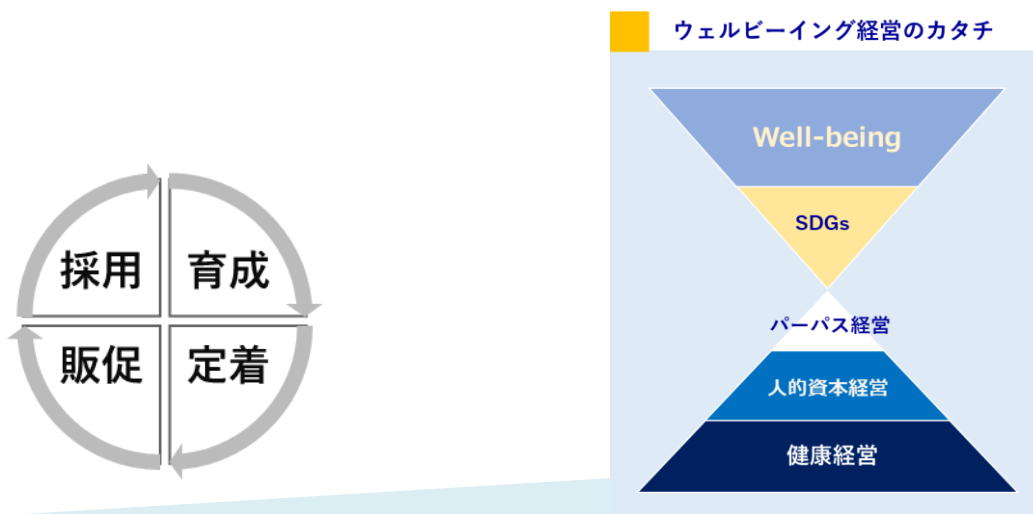 ウェルビーイング経営のカタチ
Well-being
SDGs
パーパス経営
人的資本経営
健康経営
採用
育成
販促
定着